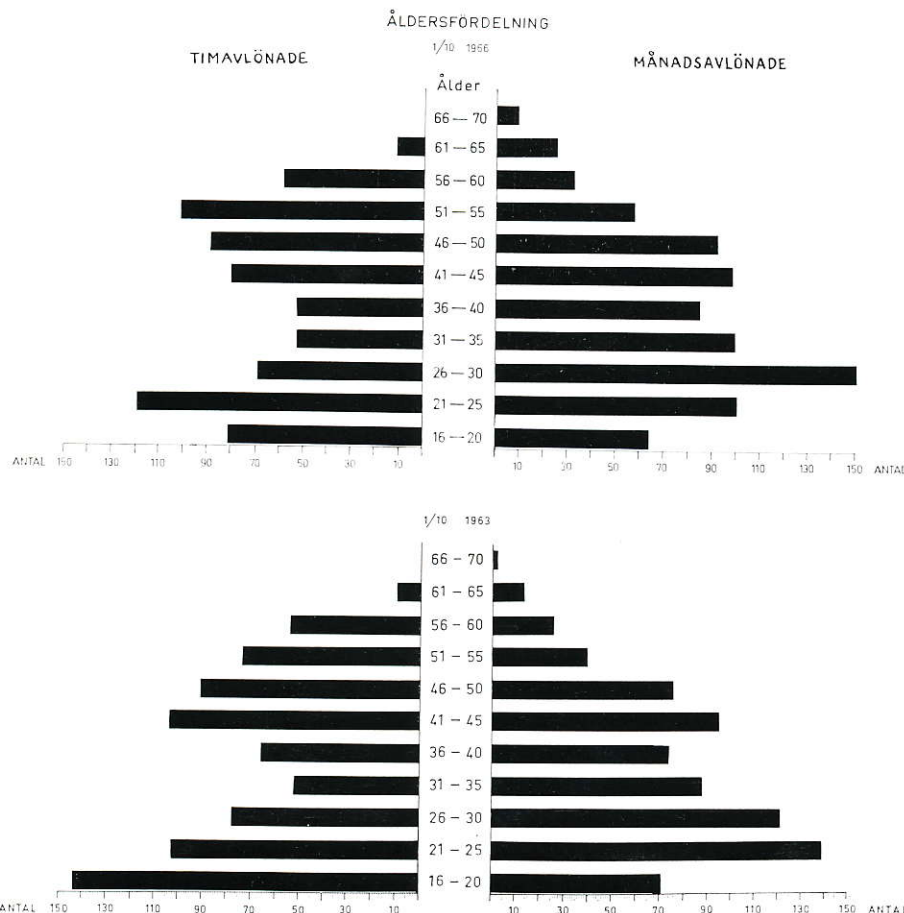 ÅLDERSFÖRDELNING
1/10 1966
TIMAVLÖNADE
MÅNADSAVLÖNADE
Ålder
66 — 70
61 — 65
56 — 60
51 — 55
46 — 50
41 — 45
36 — 40
31 — 35
26 — 30
21 — 25
16 — 20
ANTAL 150 130 110 90 70 50 30 10
10 30 50 70 90 110 130 150 ANTAL
1/10 1963
66 – 70
61 – 65
56 – 60
51 – 55
46 – 50
41 – 45
36 – 40
31 – 35
26 – 30
21 – 25
16 – 20
ANTAL 150 130 110 90 70 50 30 10
10 30 50 70 90 110 130 150 ANTAL